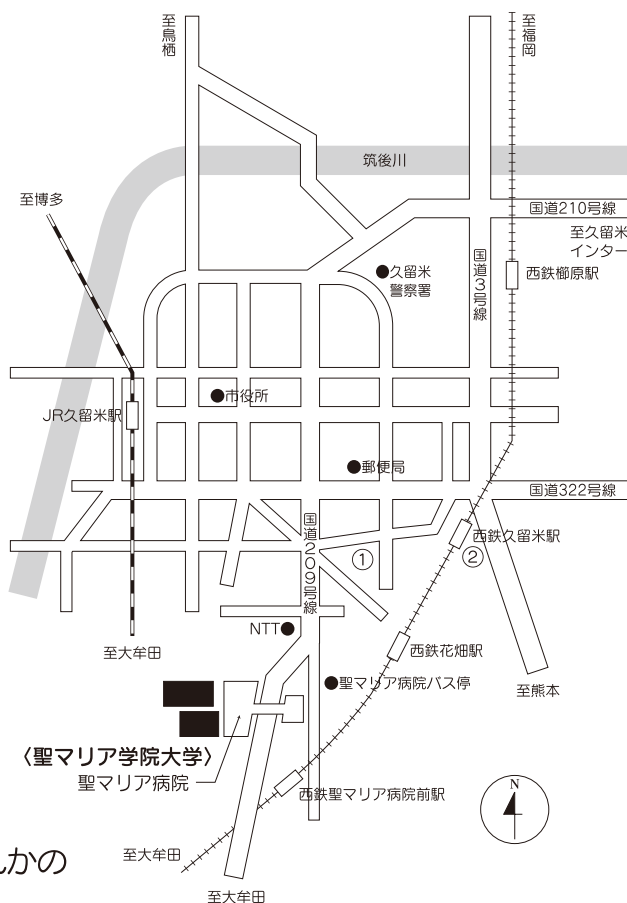 至鳥栖
至福岡
筑後川
至博多
国道210号線
至久留米
インター
国道3号線
久留米
警察署
西鉄櫛原駅
市役所
JR久留米駅
郵便局
国道322号線
国道209号線
西鉄久留米駅
①
②
NTT
西鉄花畑駅
至大牟田
聖マリア病院バス停
至熊本
〈聖マリア学院大学〉
聖マリア病院
西鉄聖マリア病院前駅
N
至大牟田
かの
至大牟田